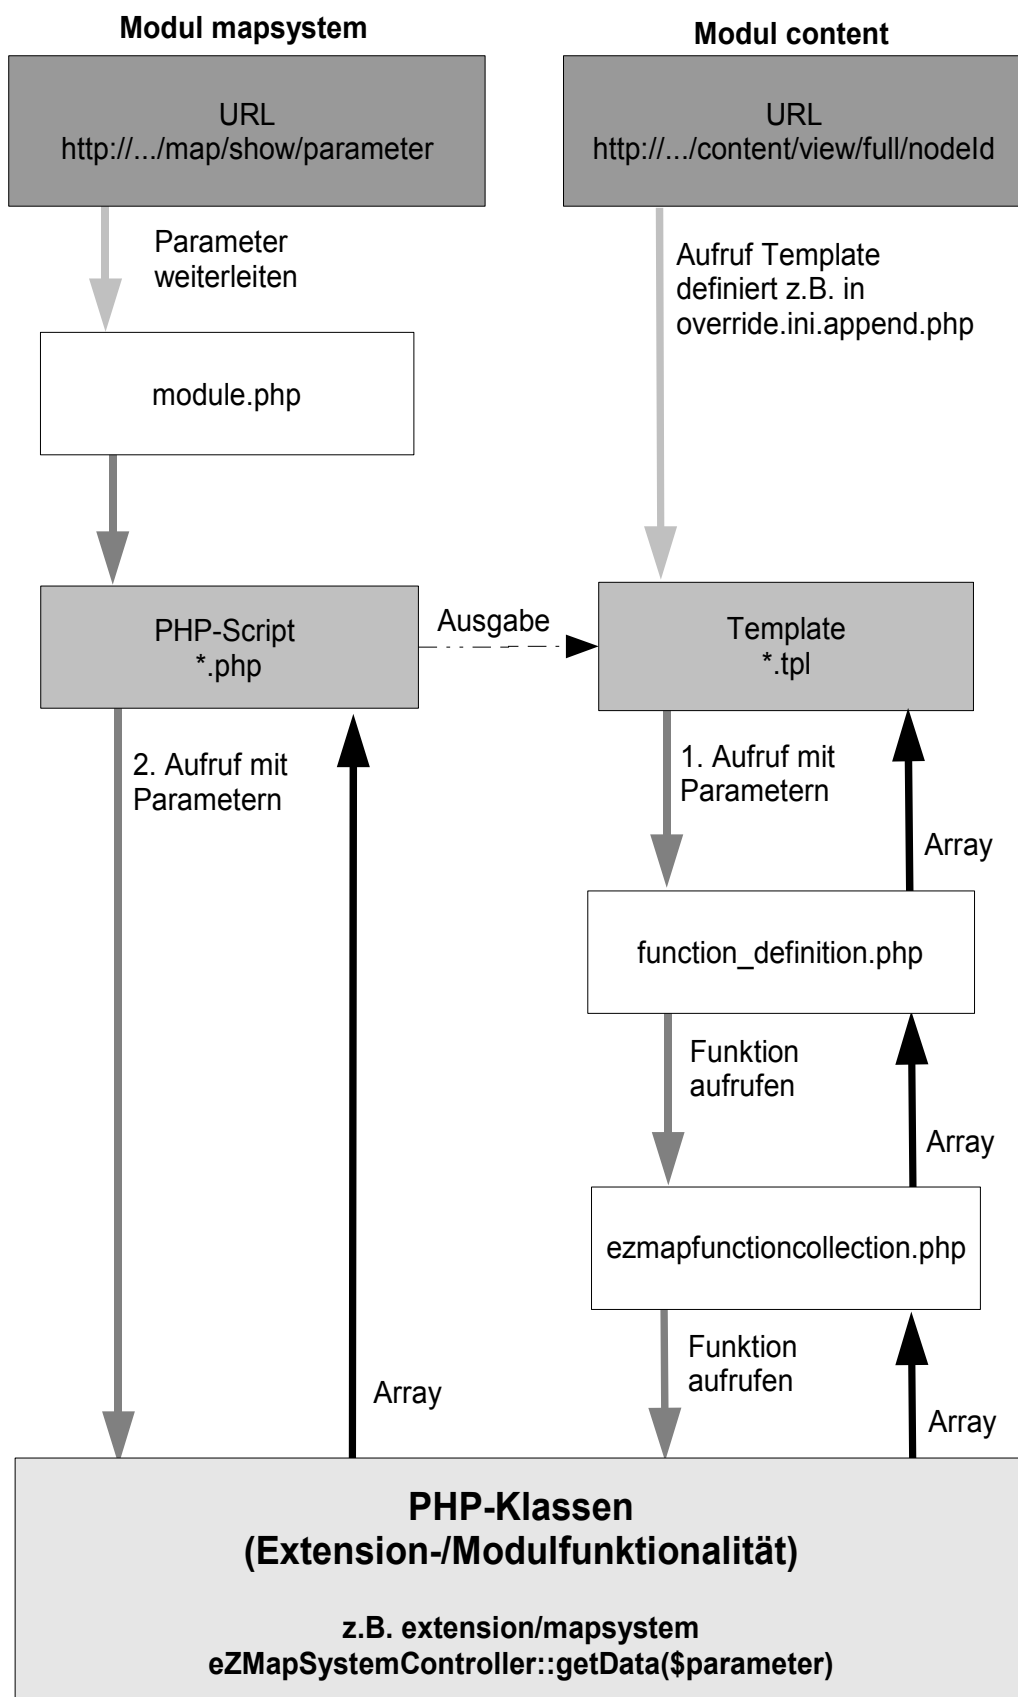 Modul mapsystem
Modul content
URL
http://.../map/show/parameter
URL
http://.../content/view/full/nodeId
Parameter
weiterleiten
Aufruf Template
definiert z.B. in
override.ini.append.php
module.php
PHP-Script
*.php
Ausgabe
Template
*.tpl
2. Aufruf mit
Parametern
1. Aufruf mit
Parametern
Array
function_definition.php
Funktion
aufrufen
Array
ezmapfunctioncollection.php
Funktion
aufrufen
Array
Array
PHP-Klassen
(Extension-/Modulfunktionalität)
z.B. extension/mapsystem
eZMapSystemController::getData($parameter)